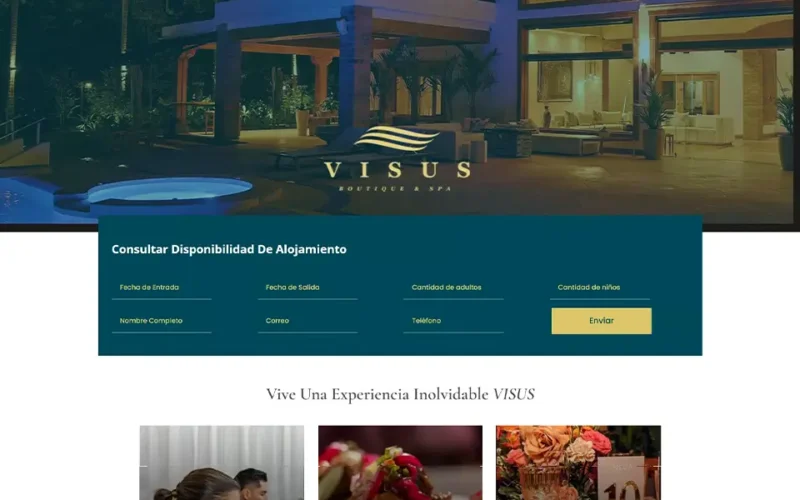 VISUS
BOUTIQUE & SPA
Consultar Disponibilidad De Alojamiento
Fecha de Entrada
Fecha de Salida
Cantidad de adultos
Cantidad de niños
Nombre Completo
Correo
Teléfono
Enviar
Vive Una Experiencia Inolvidable VISUS
10